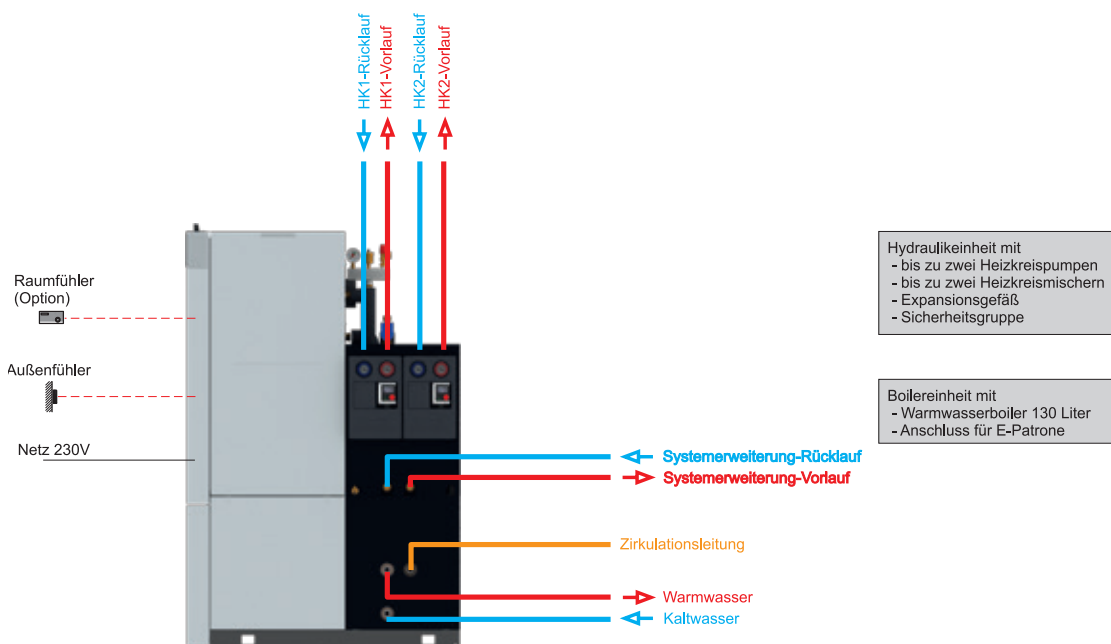 HK1-Rücklauf
HK1-Vorlauf
HK2-Rücklauf
HK2-Vorlauf
Raumfühler
(Option)
Außenfühler
Netz 230V
Hydraulikeinheit mit
- bis zu zwei Heizkreispumpen
- bis zu zwei Heizkreismischern
- Expansionsgefäß
- Sicherheitsgruppe
Boilereinheit mit
- Warmwasserboiler 130 Liter
- Anschluss für E-Patrone
Systemerweiterung-Rücklauf
Systemerweiterung-Vorlauf
Zirkulationsleitung
Warmwasser
Kaltwasser